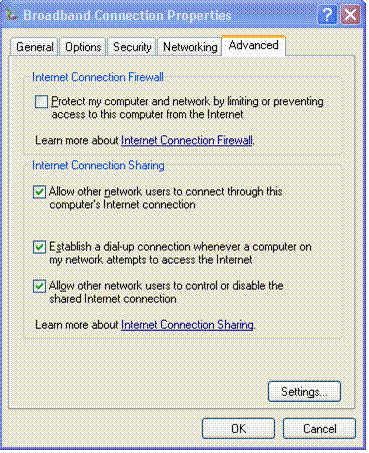 Broadband Connection Properties
General Options Security Networking Advanced
Internet Connection Firewall
Protect my computer and network by limiting or preventing
access to this computer from the Internet
Learn more about Internet Connection Firewall.
Internet Connection Sharing
Allow other network users to connect through this
computer's Internet connection
Establish a dial-up connection whenever a computer on
my network attempts to access the Internet
Allow other network users to control or disable the
shared Internet connection
Learn more about Internet Connection Sharing.
Settings...
OK Cancel